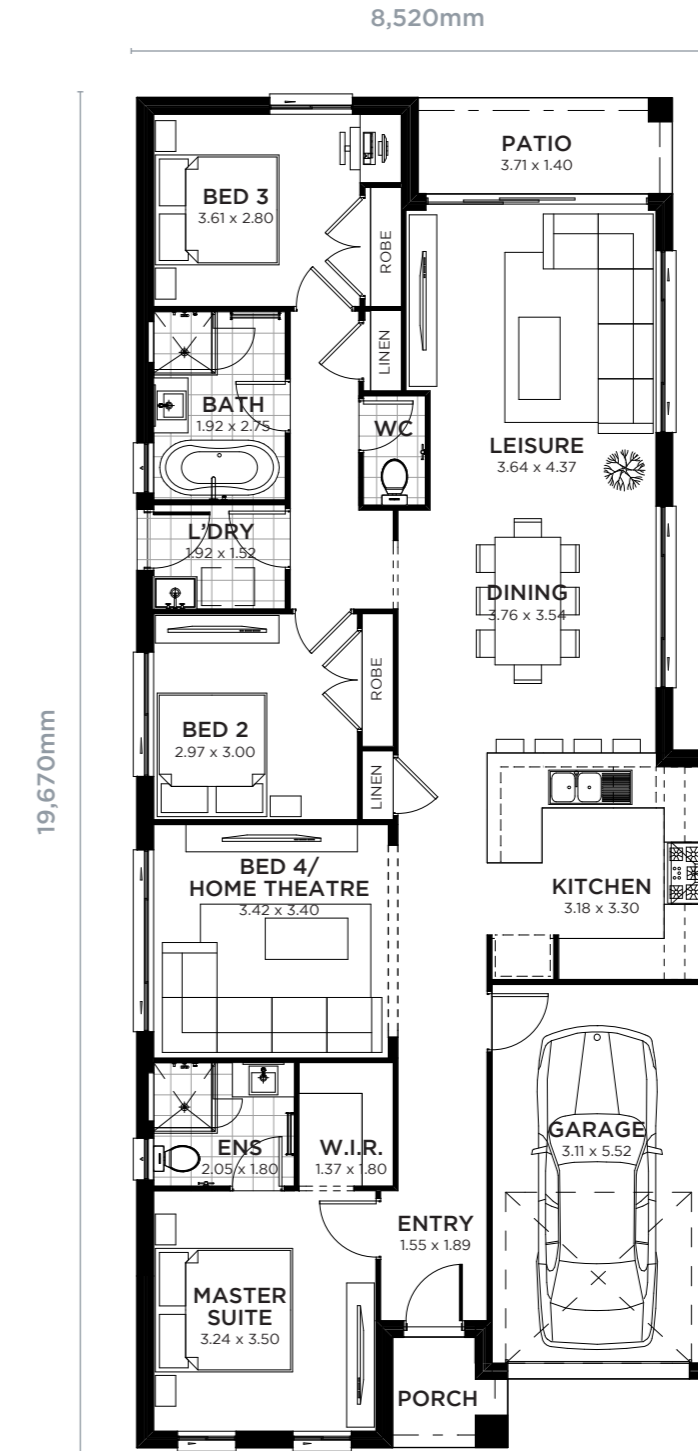 8,520mm
19,670mm
PATIO
3.71 x 1.40
BED 3
3.61 x 2.80
ROBE
LINEN
BATH
1.92 x 2.75
WC
LEISURE
3.64 x 4.37
L'DRY
1.92 x 1.52
DINING
3.76 x 3.54
BED 2
2.97 x 3.00
ROBE
LINEN
BED 4/
HOME THEATRE
3.42 x 3.40
KITCHEN
3.18 x 3.30
ENS
2.05 x 1.80
W.I.R.
1.37 x 1.80
GARAGE
3.11 x 5.52
ENTRY
1.55 x 1.89
MASTER
SUITE
3.24 x 3.50
PORCH